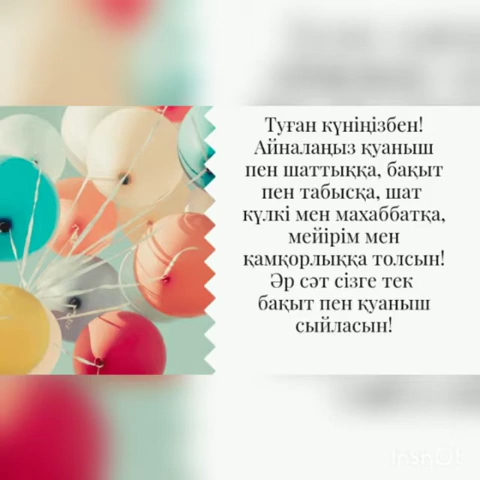 Туған күніңізбен!
Айналаңыз қуаныш
пен шаттыққа, бақыт
пен табысқа, шат
күлкі мен махаббатқа,
мейірім мен
қамқорлыққа толсын!
Әр сәт сізге тек
бақыт пен қуаныш
сыйласын!
InShOt